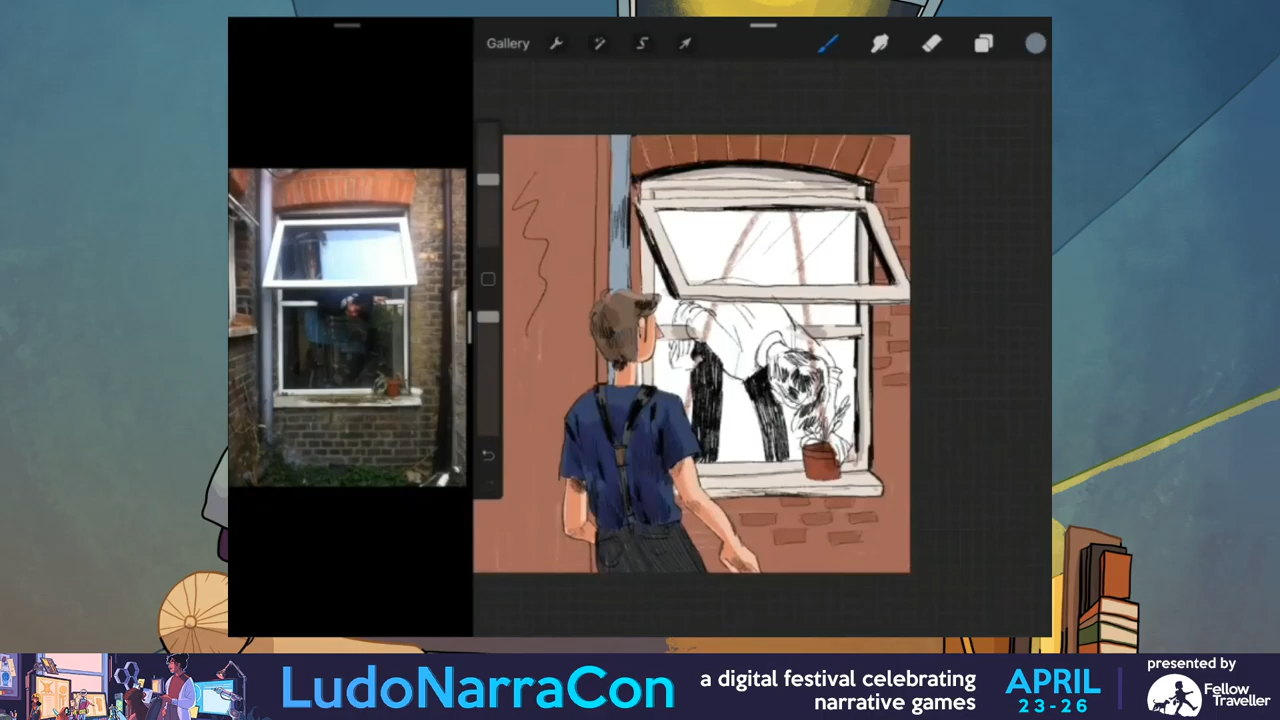 Gallery
LudoNarraCon
a digital festival celebrating
narrative games
APRIL
23-26
presented by
Fellow
Traveller